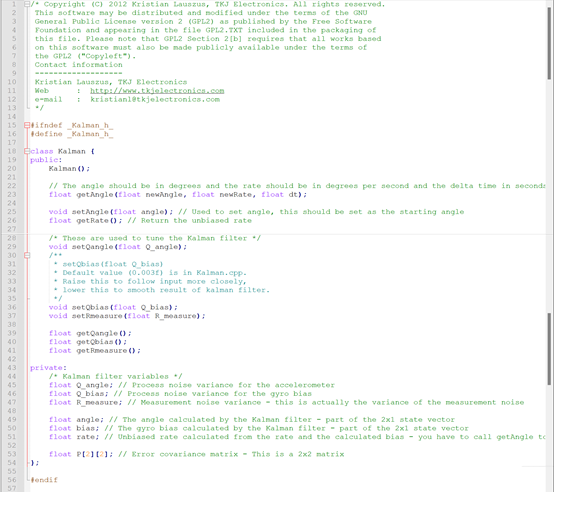 1 /* Copyright (C) 2012 Kristian Lauszus, TKJ Electronics. All rights reserved.
2 This software may be distributed and modified under the terms of the GNU
3 General Public License version 2 (GPL2) as published by the Free Software
4 Foundation and appearing in the file GPL2.TXT included in the packaging of
5 this file. Please note that GPL2 Section 2[b] requires that all works based
6 on this software must also be made publicly available under the terms of
7 the GPL2 ("Copyleft").
8 Contact information
9 -------------------
10 Kristian Lauszus, TKJ Electronics
11 Web : http://www.tkjelectronics.com
12 e-mail : kristianl@tkjelectronics.com
13 */
14
15 #ifndef _Kalman_h_
16 #define _Kalman_h_
17
18 class Kalman {
19 public:
20 Kalman();
21
22 // The angle should be in degrees and the rate should be in degrees per second and the delta time in seconds
23 float getAngle(float newAngle, float newRate, float dt);
24
25 void setAngle(float angle); // Used to set angle, this should be set as the starting angle
26 float getRate(); // Return the unbiased rate
27
28 /* These are used to tune the Kalman filter */
29 void setQangle(float Q_angle);
30 /**
31 * setQbias(float Q_bias)
32 * Default value (0.003f) is in Kalman.cpp.
33 * Raise this to follow input more closely,
34 * lower this to smooth result of kalman filter.
35 */
36 void setQbias(float Q_bias);
37 void setRmeasure(float R_measure);
38
39 float getQangle();
40 float getQbias();
41 float getRmeasure();
42
43 private:
44 /* Kalman filter variables */
45 float Q_angle; // Process noise variance for the accelerometer
46 float Q_bias; // Process noise variance for the gyro bias
47 float R_measure; // Measurement noise variance - this is actually the variance of the measurement noise
48
49 float angle; // The angle calculated by the Kalman filter - part of the 2x1 state vector
50 float bias; // The gyro bias calculated by the Kalman filter - part of the 2x1 state vector
51 float rate; // Unbiased rate calculated from the rate and the calculated bias - you have to call getAngle to
52
53 float P[2][2]; // Error covariance matrix - This is a 2x2 matrix
54 };
55
56 #endif
57